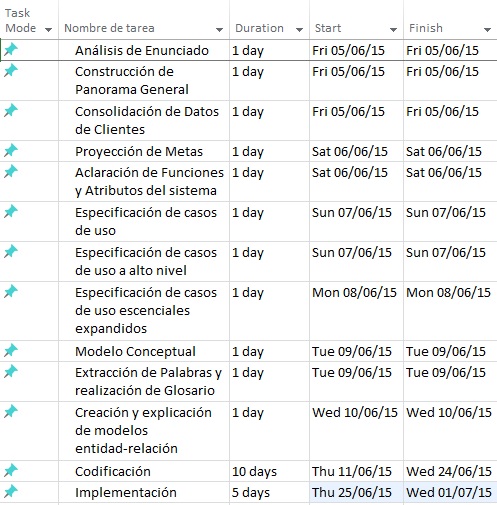 Task
Mode Nombre de tarea Duration Start Finish
Análisis de Enunciado 1 day Fri 05/06/15 Fri 05/06/15
Construcción de 1 day Fri 05/06/15 Fri 05/06/15
Panorama General
Consolidación de Datos 1 day Fri 05/06/15 Fri 05/06/15
de Clientes
Proyección de Metas 1 day Sat 06/06/15 Sat 06/06/15
Aclaración de Funciones 1 day Sat 06/06/15 Sat 06/06/15
y Atributos del sistema
Especificación de casos 1 day Sun 07/06/15 Sun 07/06/15
de uso
Especificación de casos 1 day Sun 07/06/15 Sun 07/06/15
de uso a alto nivel
Especificación de casos 1 day Mon 08/06/15 Mon 08/06/15
de uso escenciales
expandidos
Modelo Conceptual 1 day Tue 09/06/15 Tue 09/06/15
Extracción de Palabras y 1 day Tue 09/06/15 Tue 09/06/15
realización de Glosario
Creación y explicación 1 day Wed 10/06/15 Wed 10/06/15
de modelos
entidad-relación
Codificación 10 days Thu 11/06/15 Wed 24/06/15
Implementación 5 days Thu 25/06/15 Wed 01/07/15